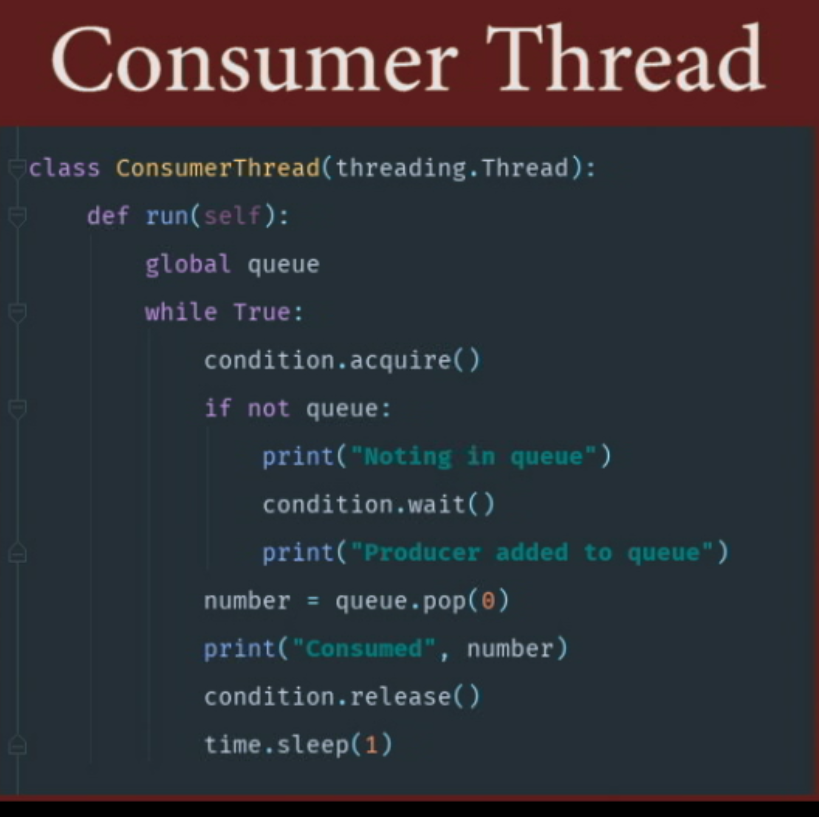 Consumer Thread
class ConsumerThread(threading.Thread):
    def run(self):
        global queue
        while True:
            condition.acquire()
            if not queue:
                print("Noting in queue")
                condition.wait()
                print("Producer added to queue")
            number = queue.pop(0)
            print("Consumed", number)
            condition.release()
            time.sleep(1)